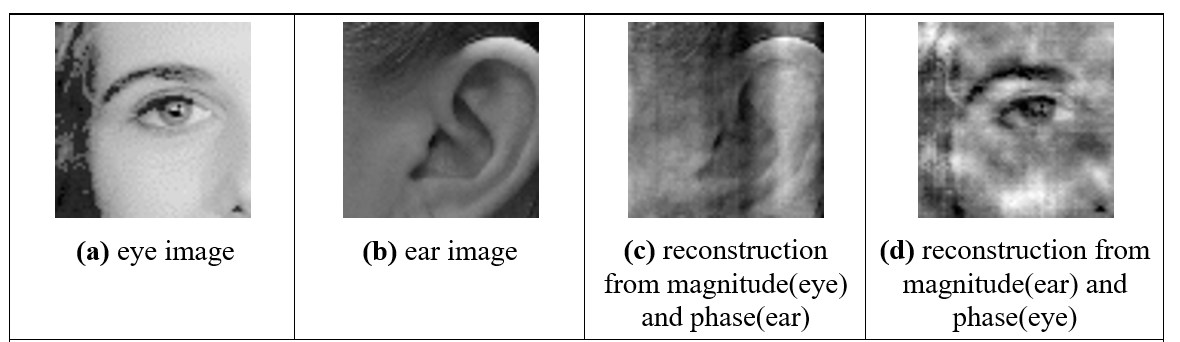 (a) eye image
(b) ear image
(c) reconstruction
from magnitude(eye)
and phase(ear)
(d) reconstruction from
magnitude(ear) and
phase(eye)